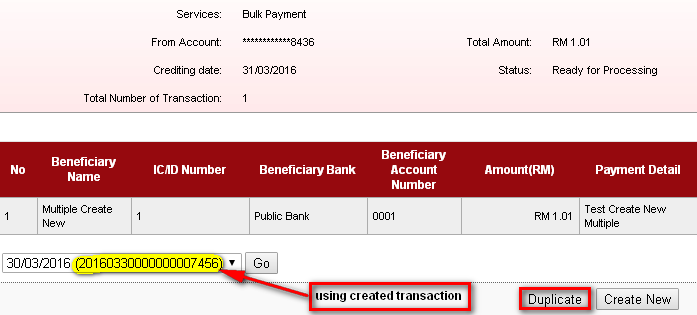 Services: Bulk Payment
From Account: ************8436 Total Amount: RM 1.01
Crediting date: 31/03/2016 Status: Ready for Processing
Total Number of Transaction: 1
No Beneficiary Name IC/ID Number Beneficiary Bank Beneficiary Account Number Amount(RM) Payment Detail
1 Multiple Create New 1 Public Bank 0001 RM 1.01 Test Create New Multiple
30/03/2016 (20160330000000007456) Go
using created transaction
Duplicate Create New